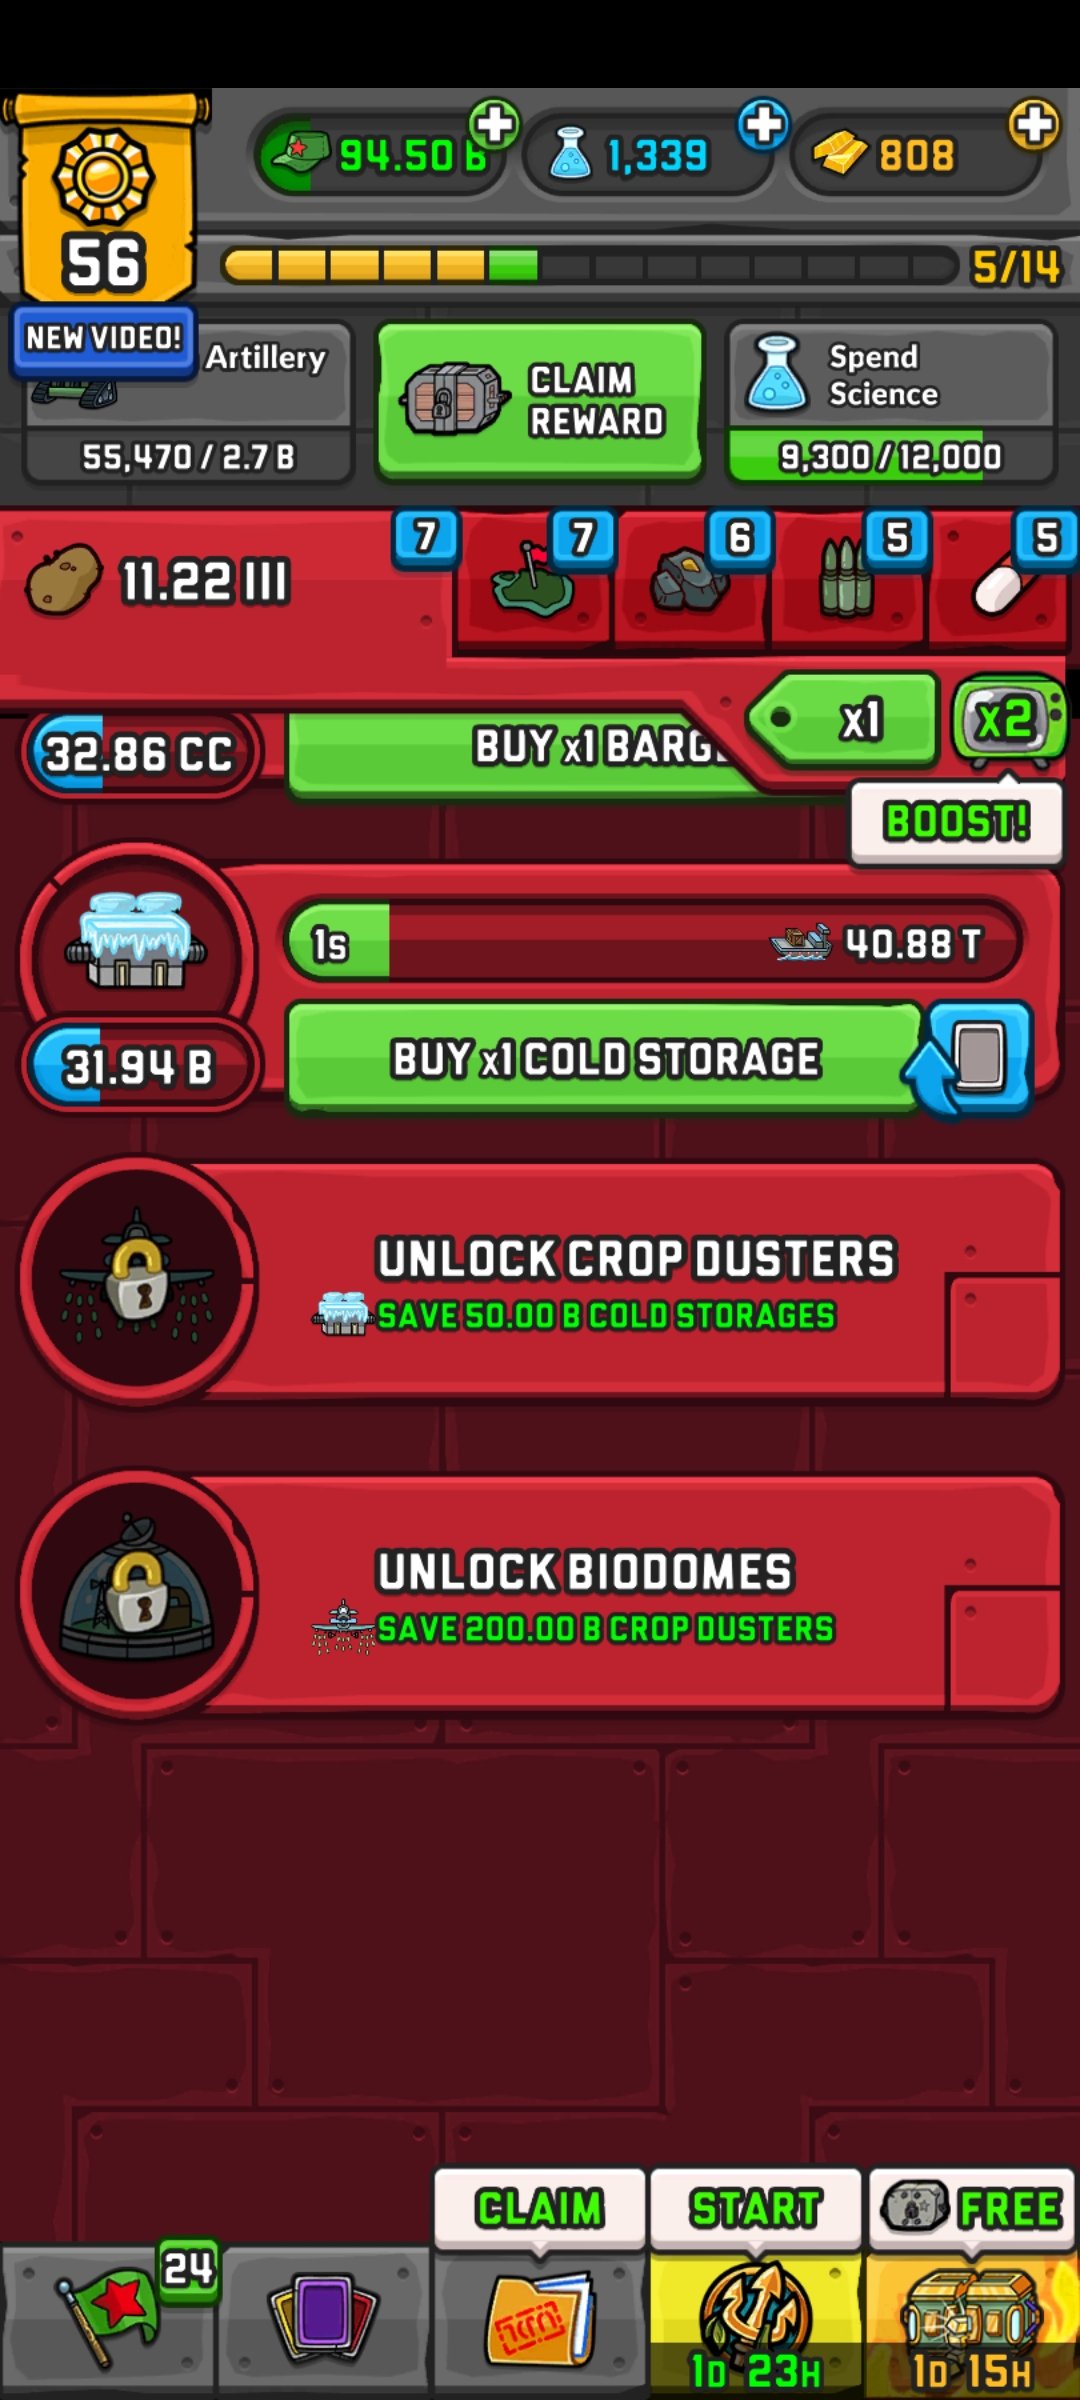 94.50 B
1,339
808
56
5/14
NEW VIDEO!
Artillery
55,470 / 2.7 B
CLAIM
REWARD
Spend
Science
9,300 / 12,000
11.22 III
7
7
6
5
5
x1
x2
BOOST!
32.86 CC
BUY x1 BARG
1s
40.88 T
31.94 B
BUY x1 COLD STORAGE
UNLOCK CROP DUSTERS
SAVE 50.00 B COLD STORAGES
UNLOCK BIODOMES
SAVE 200.00 B CROP DUSTERS
CLAIM
START
FREE
24
1D 23H
1D 15H